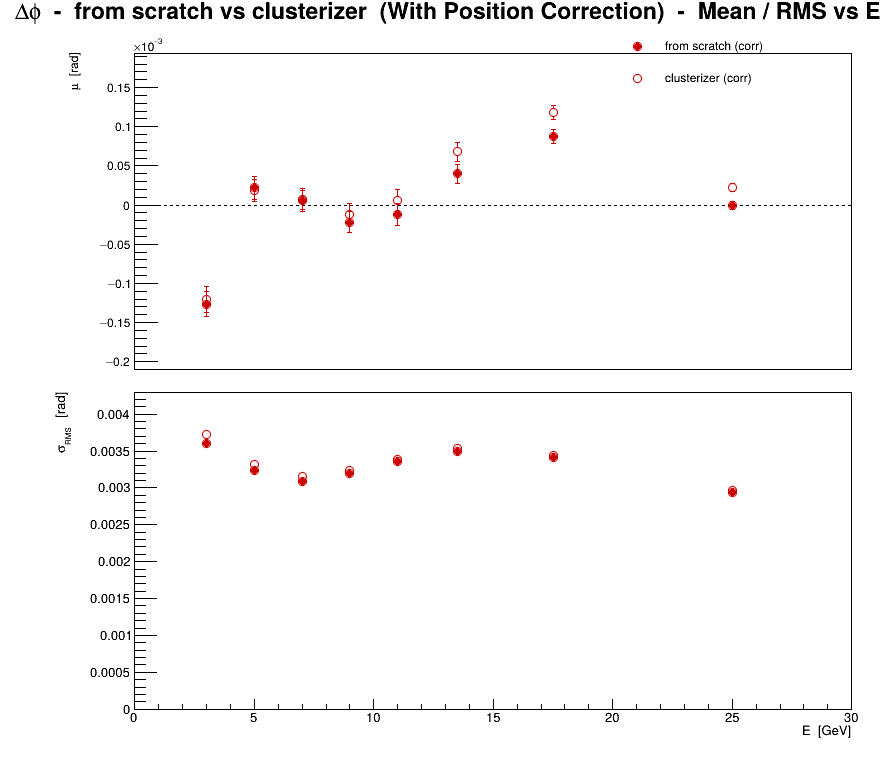 Δϕ - from scratch vs clusterizer (With Position Correction) - Mean / RMS vs E
×10⁻³
from scratch (corr)
clusterizer (corr)
μ [rad]
0.15
0.1
0.05
0
−0.05
−0.1
−0.15
−0.2
σRMS [rad]
0.004
0.0035
0.003
0.0025
0.002
0.0015
0.001
0.0005
0
0 5 10 15 20 25 30
E [GeV]